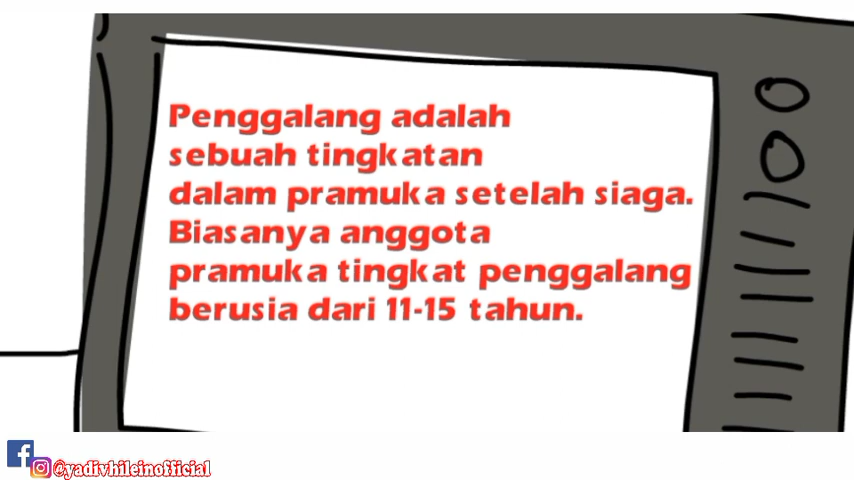 Penggalang adalah
sebuah tingkatan
dalam pramuka setelah siaga.
Biasanya anggota
pramuka tingkat penggalang
berusia dari 11-15 tahun.
@yadivhileinofficial